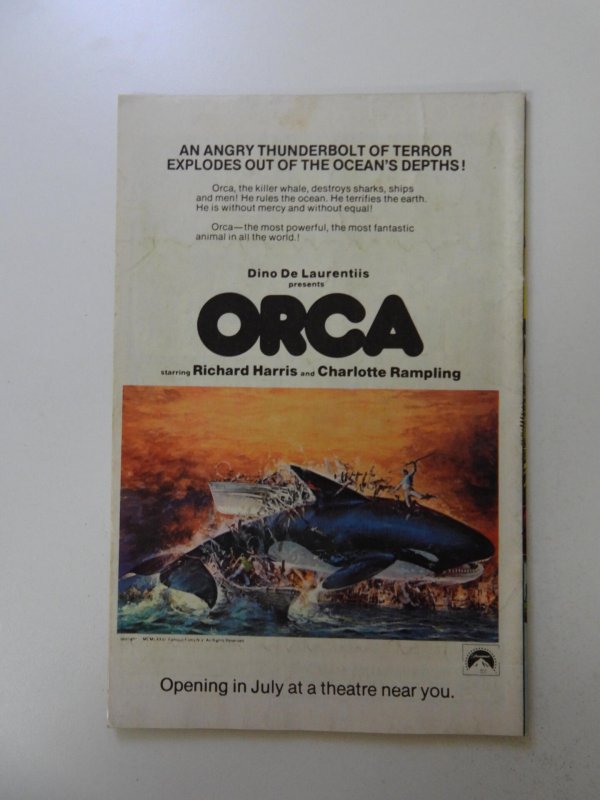 AN ANGRY THUNDERBOLT OF TERROR
EXPLODES OUT OF THE OCEAN'S DEPTHS!
Orca, the killer whale, destroys sharks, ships
and men! He rules the ocean. He terrifies the earth.
He is without mercy and without equal!
Orca—the most powerful, the most fantastic
animal in all the world.!
Dino De Laurentiis
presents
ORCA
starring Richard Harris and Charlotte Rampling
All Rights Reserved
Opening in July at a theatre near you.